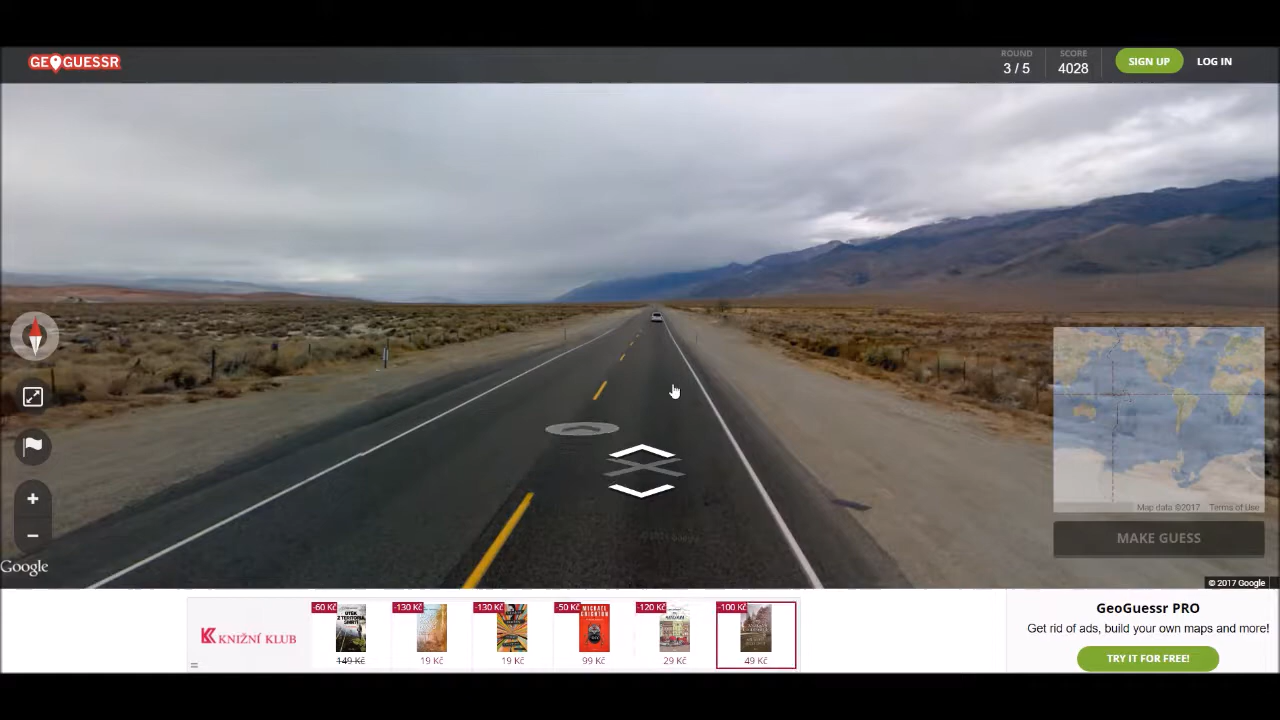 GEOGUESSR
ROUND
3 / 5
SCORE
4028
SIGN UP
LOG IN
Map data ©2017 Terms of Use
MAKE GUESS
Google
© 2017 Google
KNIŽNÍ KLUB
-60 Kč
149 Kč
-130 Kč
19 Kč
-130 Kč
19 Kč
-50 Kč
MICHAEL
CRICHTON
99 Kč
-120 Kč
29 Kč
-100 Kč
49 Kč
GeoGuessr PRO
Get rid of ads, build your own maps and more!
TRY IT FOR FREE!